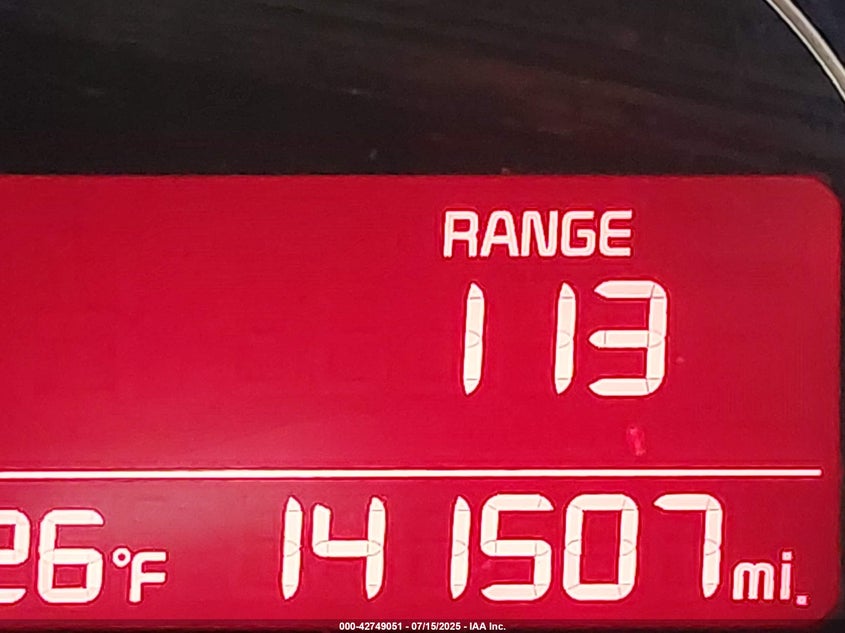 RANGE
113
26°F 141507 mi.
000-42749051 - 07/15/2025 - IAA Inc.